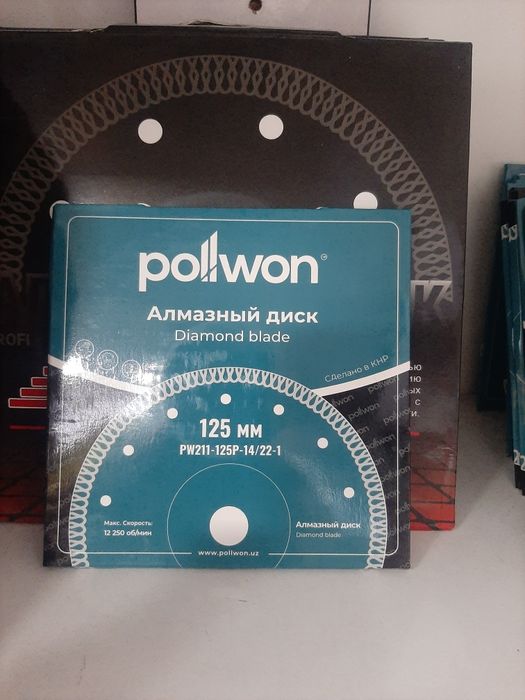 pollwon
Алмазный диск
Diamond blade
Сделано в КНР
125 мм
PW211-125P-14/22-1
Макс. Скорость:
12 250 об/мин
Алмазный диск
Diamond blade
www.pollwon.uz
pollwon